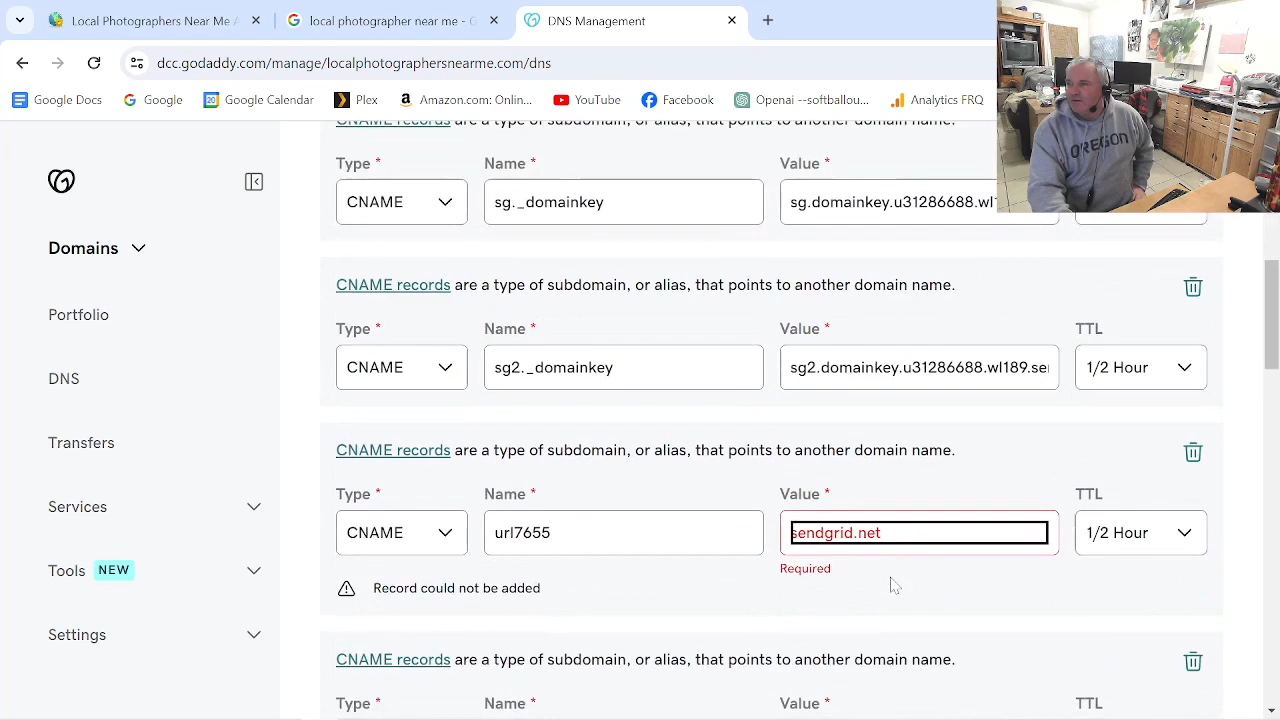 Local Photographers Near Me A
local photographer near me - G
DNS Management
dcc.godaddy.com/manage/localphotographersnearme.com/dns
Google Docs
Google
Google Calendar
Amazon.com: Onlin...
YouTube
Facebook
Openai --softballou...
Analytics FRQ
CNAME records are a type of subdomain, or alias, that points to another domain name.
Type * Name * Value *
CNAME sg._domainkey sg.domainkey.u31286688.wl1
OREGON
Domains
Portfolio
DNS
Transfers
Services
Tools NEW
Settings
CNAME records are a type of subdomain, or alias, that points to another domain name.
Type * Name * Value * TTL
CNAME sg2._domainkey sg2.domainkey.u31286688.wl189.se 1/2 Hour
CNAME records are a type of subdomain, or alias, that points to another domain name.
Type * Name * Value * TTL
CNAME url7655 sendgrid.net 1/2 Hour
Required
Record could not be added
CNAME records are a type of subdomain, or alias, that points to another domain name.
Type * Name * Value * TTL